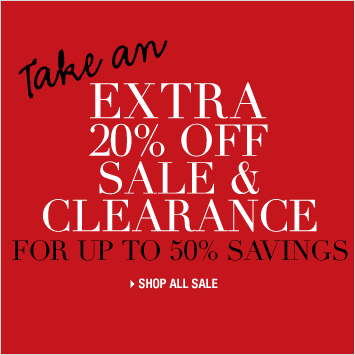 Take an
EXTRA
20% OFF
SALE &
CLEARANCE
FOR UP TO 50% SAVINGS
SHOP ALL SALE